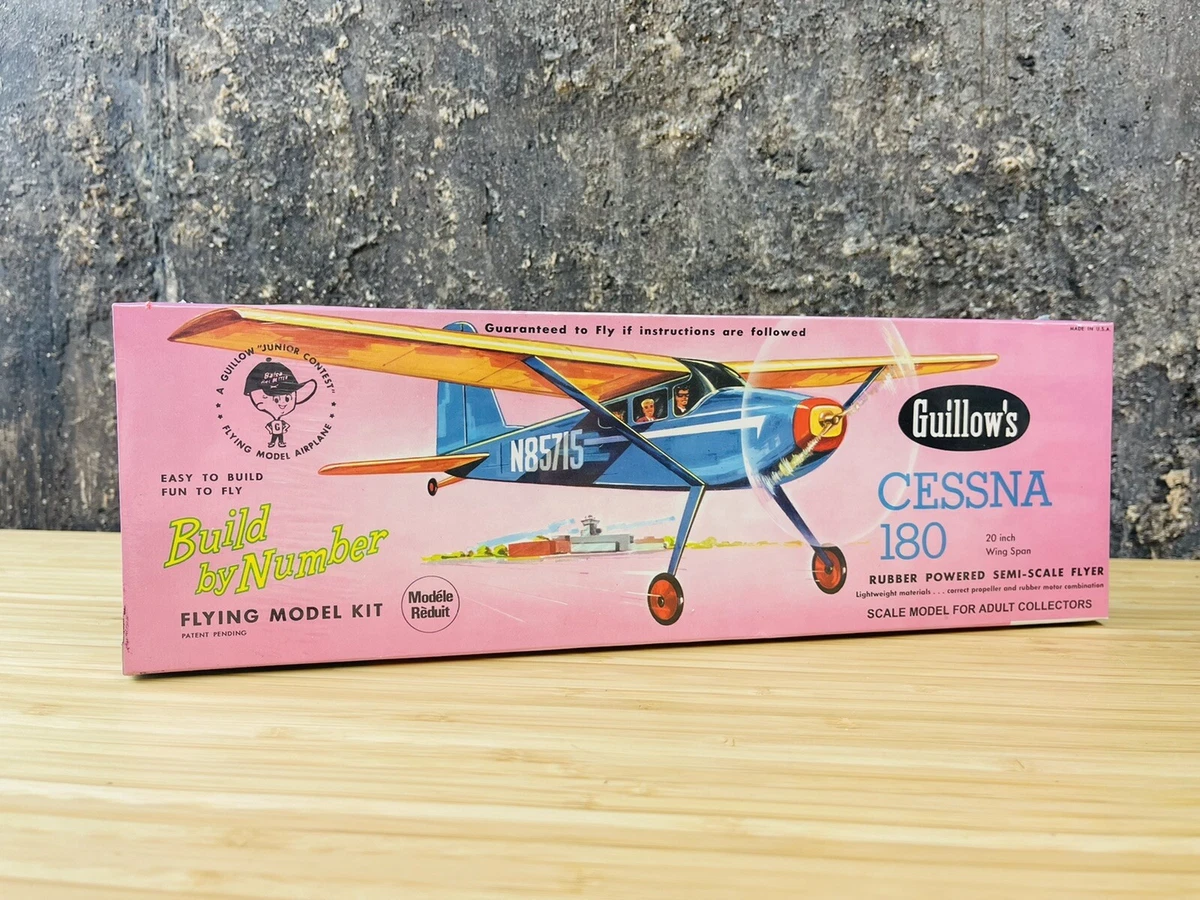 Guaranteed to Fly if instructions are followed
MADE IN U.S.A.
A GUILLOW "JUNIOR CONTEST"
FLYING MODEL AIRPLANE
G
EASY TO BUILD
FUN TO FLY
Build
by Number
FLYING MODEL KIT
PATENT PENDING
Modéle
Rèduit
N85715
Guillow's
CESSNA
180
20 inch
Wing Span
RUBBER POWERED SEMI-SCALE FLYER
Lightweight materials . . . correct propeller and rubber motor combination
SCALE MODEL FOR ADULT COLLECTORS